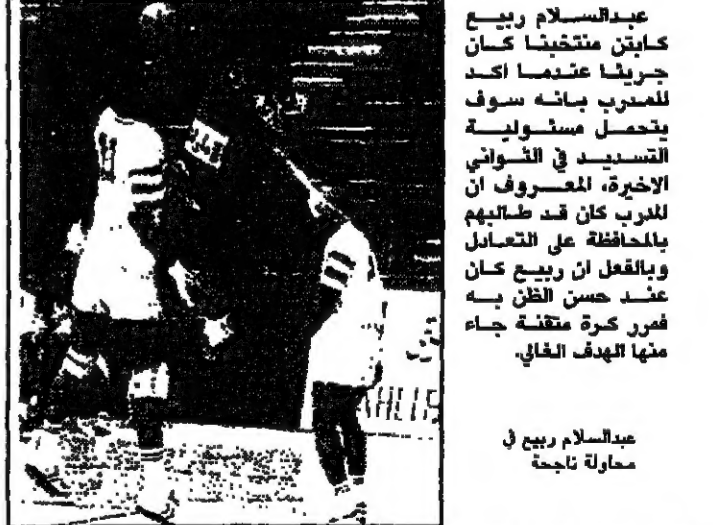 عبدالسلام ربيع
كابتن منتخبنا كان
جريئا عندما اكد
للمدرب بانه سوف
يتحمل مسئولية
التسديد في الثواني
الاخيرة، المعروف ان
المدرب كان قد طالبهم
بالمحافظة على التعادل
وبالفعل ان ربيع كان
عند حسن الظن به
فمرر كرة متقنة جاء
منها الهدف الغالي.
عبدالسلام ربيع في
محاولة ناجحة
AHLIS